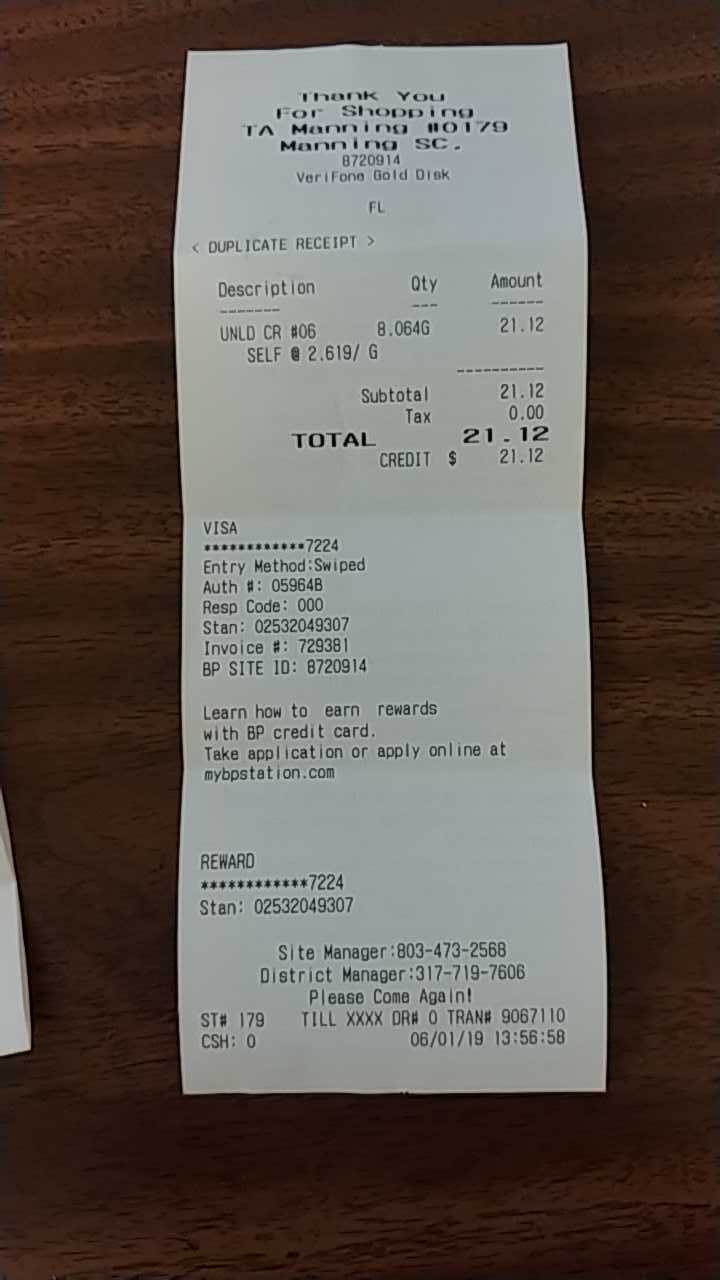 Thank You
For Shopping
TA Manning #0179
Manning SC.
8720914
VeriFone Gold Disk
FL
< DUPLICATE RECEIPT >
Description Qty Amount
------- --- ------
UNLD CR #06 8.064G 21.12
SELF @ 2.619/ G
----------
Subtotal 21.12
Tax 0.00
TOTAL 21.12
CREDIT $ 21.12
VISA
************7224
Entry Method:Swiped
Auth #: 05964B
Resp Code: 000
Stan: 02532049307
Invoice #: 729381
BP SITE ID: 8720914
Learn how to earn rewards
with BP credit card.
Take application or apply online at
mybpstation.com
REWARD
************7224
Stan: 02532049307
Site Manager:803-473-2568
District Manager:317-719-7606
Please Come Again!
ST# 179 TILL XXXX DR# 0 TRAN# 9067110
CSH: 0 06/01/19 13:56:58